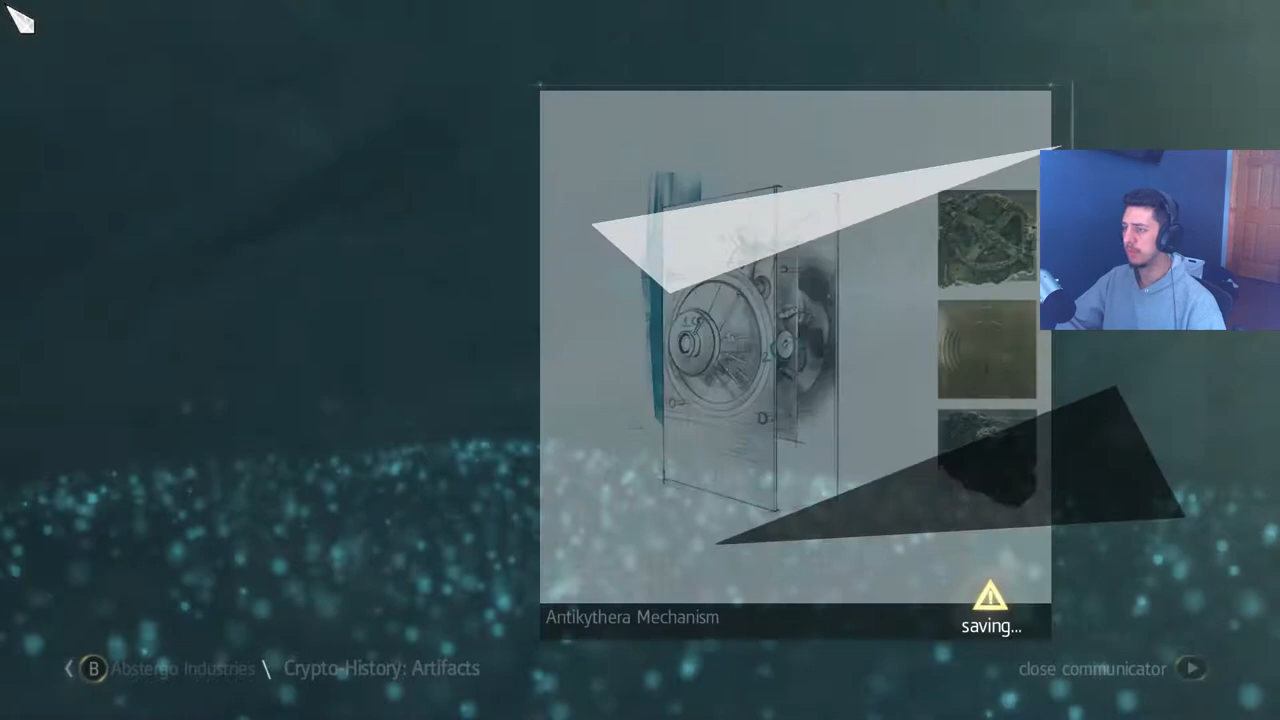 Antikythera Mechanism
saving...
B Abstergo Industries \ Crypto-History: Artifacts
close communicator